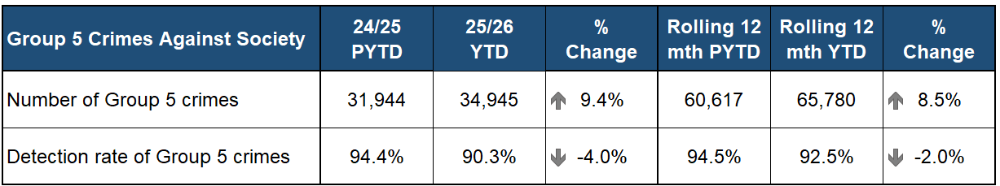 Group 5 Crimes Against Society 24/25 PYTD 25/26 YTD % Change Rolling 12 mth PYTD Rolling 12 mth YTD % Change
Number of Group 5 crimes 31,944 34,945 9.4% 60,617 65,780 8.5%
Detection rate of Group 5 crimes 94.4% 90.3% -4.0% 94.5% 92.5% -2.0%